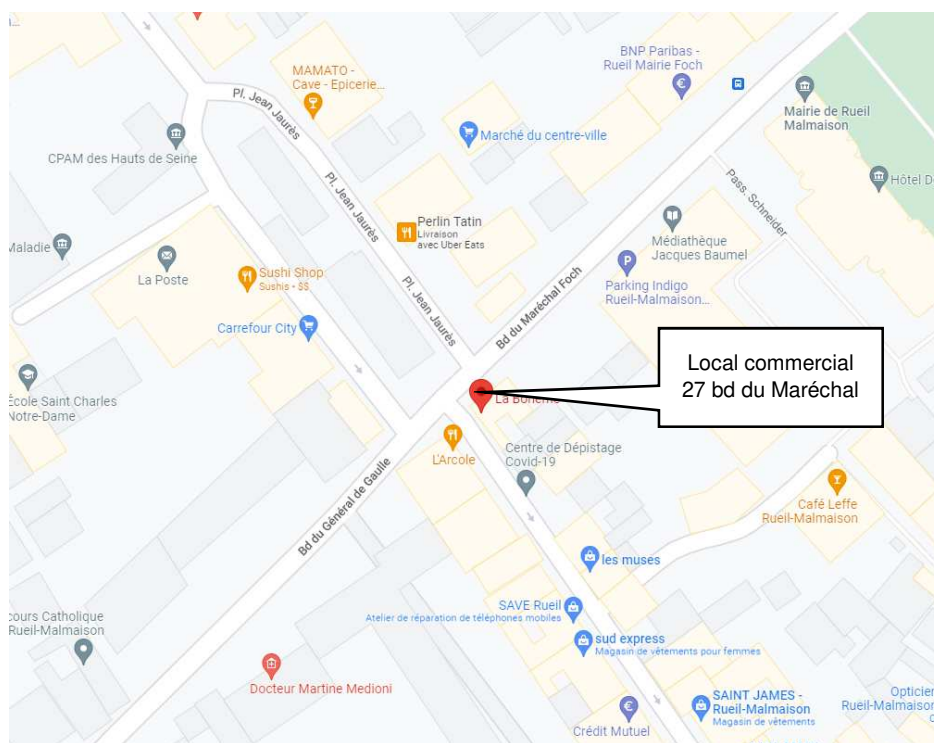 BNP Paribas -
Rueil Mairie Foch
MAMATO -
Cave - Epicerie...
Pl. Jean Jaurès
Mairie de Rueil
Malmaison
Marché du centre-ville
CPAM des Hauts de Seine
Pass. Schneider
Hôtel D
Pl. Jean Jaurès
Perlin Tatin
Livraison
avec Uber Eats
Médiathèque
Jacques Baumel
Maladie
La Poste
Sushi Shop
Sushis • $$
Pl. Jean Jaurès
Parking Indigo
Rueil-Malmaison...
Bd du Maréchal Foch
Carrefour City
Local commercial
27 bd du Maréchal
École Saint Charles
Notre-Dame
La Bohème
L'Arcole
Centre de Dépistage
Covid-19
Bd du Général de Gaulle
Café Leffe
Rueil-Malmaison
les muses
SAVE Rueil
Atelier de réparation de téléphones mobiles
cours Catholique
Rueil-Malmaison
sud express
Magasin de vêtements pour femmes
Docteur Martine Medioni
SAINT JAMES -
Rueil-Malmaison
Magasin de vêtements
Opticien
Rueil-Malmaison
Crédit Mutuel